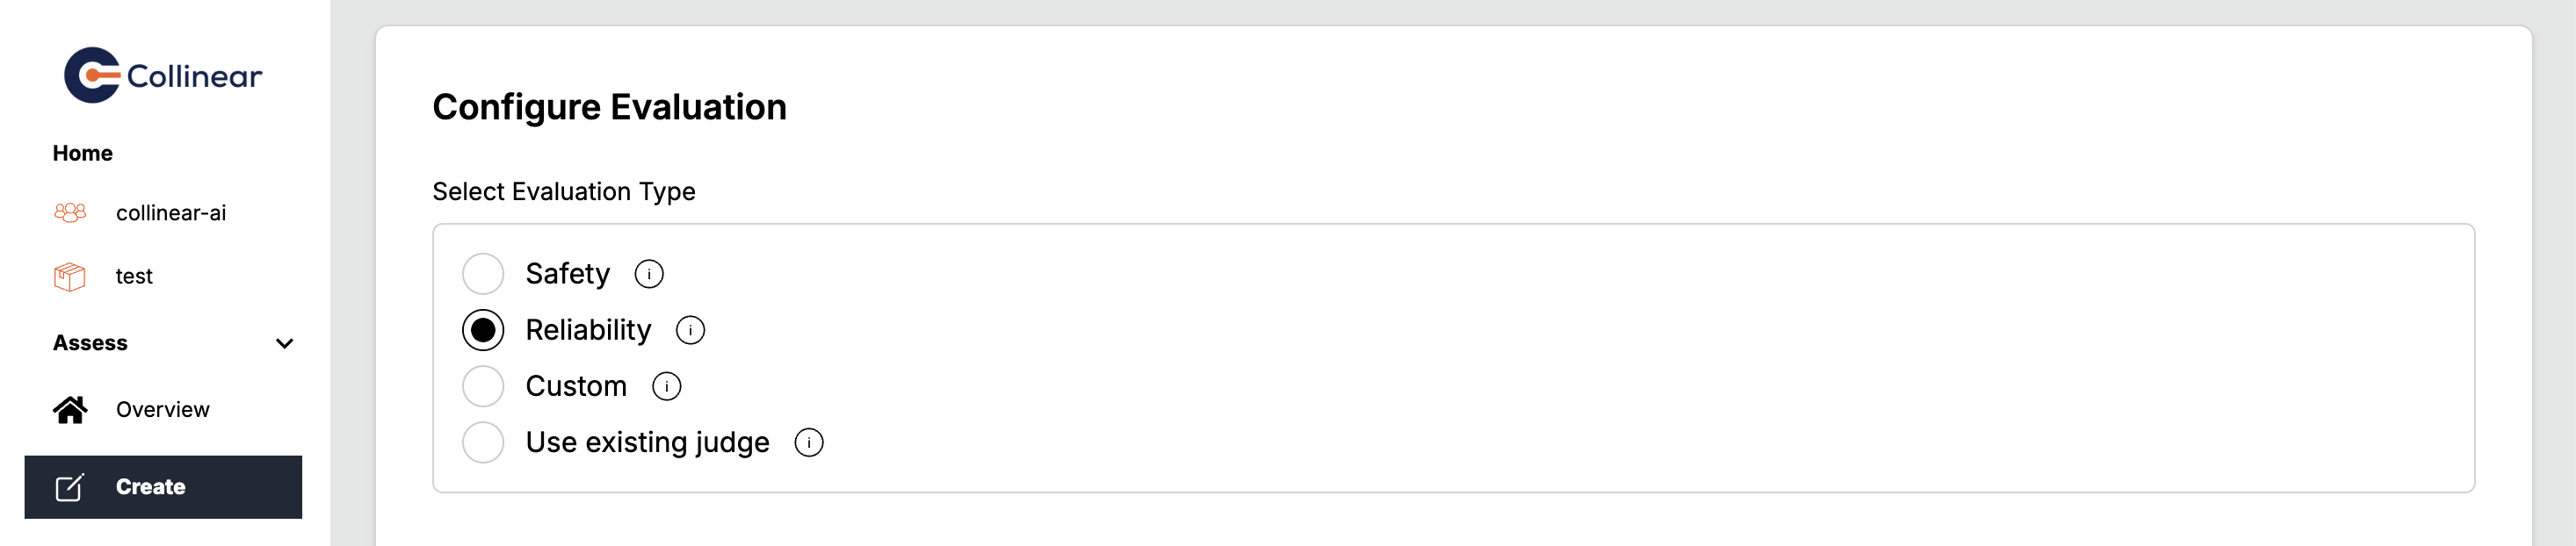 Collinear
Home
collinear-ai
test
Assess
Overview
Create
Configure Evaluation
Select Evaluation Type
Safety
Reliability
Custom
Use existing judge